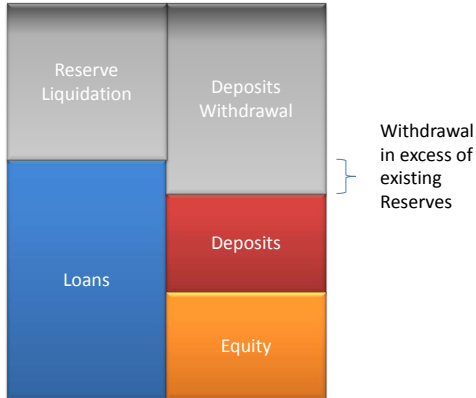 Reserve
Liquidation
Deposits
Withdrawal
Withdrawal
in excess of
existing
Reserves
Deposits
Loans
Equity